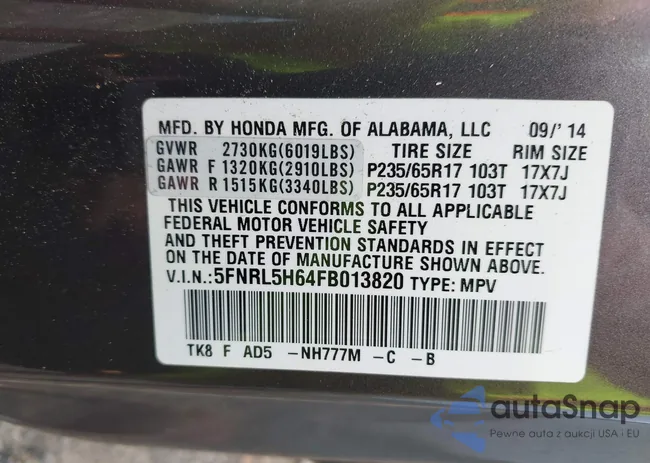 MFD. BY HONDA MFG. OF ALABAMA, LLC 09/'14
GVWR 2730KG(6019LBS) TIRE SIZE RIM SIZE
GAWR F 1320KG(2910LBS) P235/65R17 103T 17X7J
GAWR R 1515KG(3340LBS) P235/65R17 103T 17X7J
THIS VEHICLE CONFORMS TO ALL APPLICABLE
FEDERAL MOTOR VEHICLE SAFETY
AND THEFT PREVENTION STANDARDS IN EFFECT
ON THE DATE OF MANUFACTURE SHOWN ABOVE.
V.I.N.:5FNRL5H64FB013820 TYPE: MPV
TK8 F AD5 -NH777M -C -B
autoSnap
Pewne auta z aukcji USA i EU